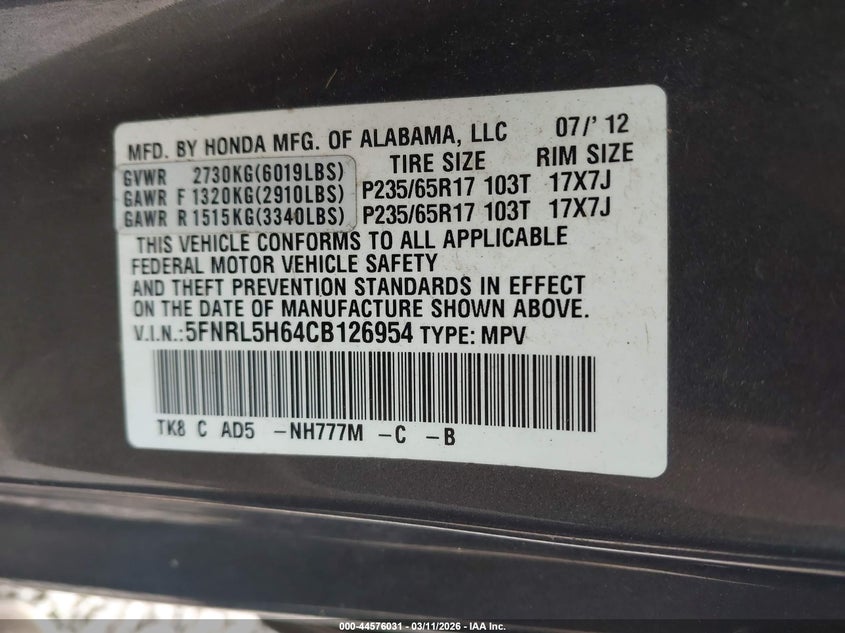 MFD. BY HONDA MFG. OF ALABAMA, LLC 07/' 12
GVWR 2730KG(6019LBS) TIRE SIZE RIM SIZE
GAWR F 1320KG(2910LBS) P235/65R17 103T 17X7J
GAWR R 1515KG(3340LBS) P235/65R17 103T 17X7J
THIS VEHICLE CONFORMS TO ALL APPLICABLE
FEDERAL MOTOR VEHICLE SAFETY
AND THEFT PREVENTION STANDARDS IN EFFECT
ON THE DATE OF MANUFACTURE SHOWN ABOVE.
V.I.N.:5FNRL5H64CB126954 TYPE: MPV
TK8 C AD5 -NH777M -C -B
000-44576031 - 03/11/2026 - IAA Inc.